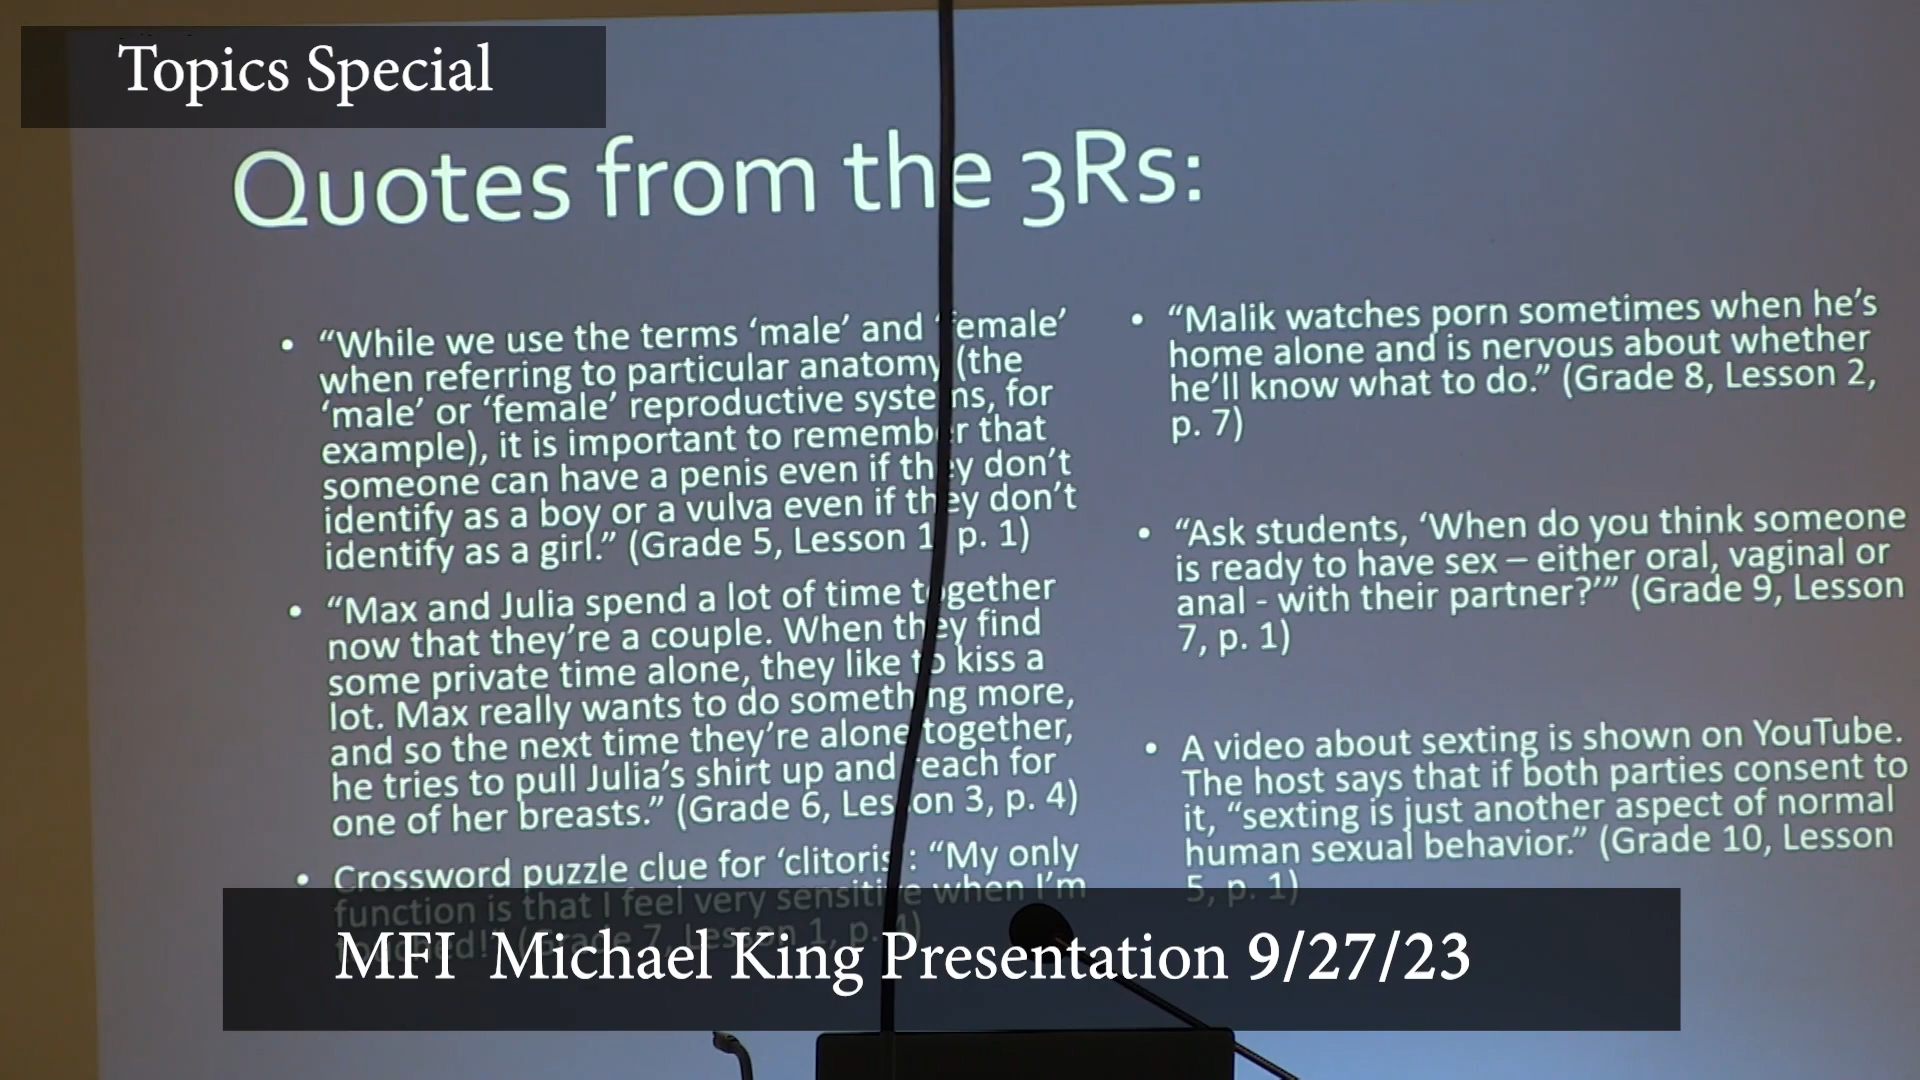 Topics Special
Quotes from the 3Rs:
• “While we use the terms ‘male’ and ‘female’
when referring to particular anatomy (the
‘male’ or ‘female’ reproductive systems, for
example), it is important to remember that
someone can have a penis even if they don’t
identify as a boy or a vulva even if they don’t
identify as a girl.” (Grade 5, Lesson 1, p. 1)
• “Max and Julia spend a lot of time together
now that they’re a couple. When they find
some private time alone, they like to kiss a
lot. Max really wants to do something more,
and so the next time they’re alone together,
he tries to pull Julia’s shirt up and reach for
one of her breasts.” (Grade 6, Lesson 3, p. 4)
• Crossword puzzle clue for ‘clitoris’: “My only
function is that I feel very sensitive when I’m
touched!” (Grade 7, Lesson 1, p. 4)
• “Malik watches porn sometimes when he’s
home alone and is nervous about whether
he’ll know what to do.” (Grade 8, Lesson 2,
p. 7)
• “Ask students, ‘When do you think someone
is ready to have sex – either oral, vaginal or
anal - with their partner?’” (Grade 9, Lesson
7, p. 1)
• A video about sexting is shown on YouTube.
The host says that if both parties consent to
it, “sexting is just another aspect of normal
human sexual behavior.” (Grade 10, Lesson
5, p. 1)
MFI Michael King Presentation 9/27/23